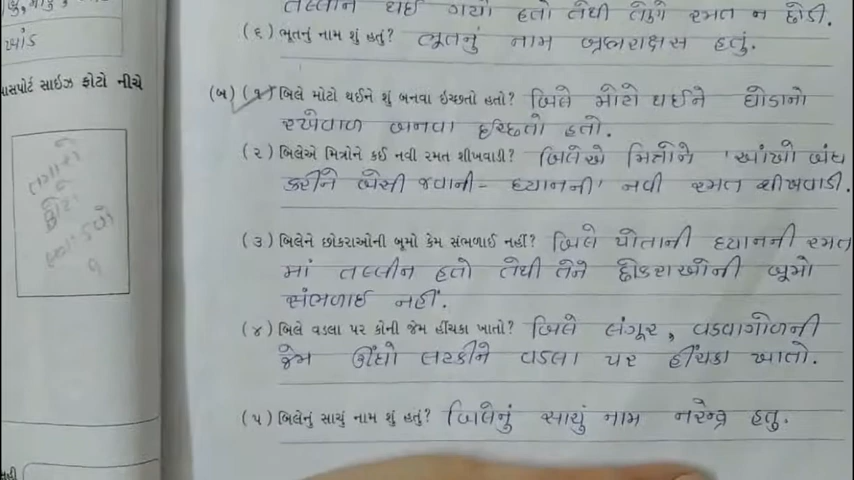 ખાંડ
પાસપોર્ટ સાઇઝ ફોટો નીચે
તલ્લીન થઈ ગયો હતો તેથી તેણે રમત ન છોડી.
(૬) ભૂતનું નામ શું હતું? ભૂતનું નામ બ્રહ્મરાક્ષસ હતું.
(બ) (૧) બિલે મોટો થઈને શું બનવા ઇચ્છતો હતો? બિલે મોટો થઈને ઘોડાનો
રખેવાળ બનવા ઈચ્છતો હતો.
(૨) બિલેએ મિત્રોને કઈ નવી રમત શીખવાડી? બિલેએ મિત્રોને 'આંખો બંધ
કરીને બેસી જવાની - ધ્યાનની' નવી રમત શીખવાડી.
(૩) બિલેને છોકરાઓની બૂમો કેમ સંભળાઈ નહીં? બિલે પોતાની ધ્યાનની રમત
માં તલ્લીન હતો તેથી તેને છોકરાઓની બૂમો
સંભળાઈ નહીં.
(૪) બિલે વડલા પર કોની જેમ હીંચકા ખાતો? બિલે લંગૂર, વડવાગોળની
જેમ ઊંધો લટકીને વડલા પર હીંચકા ખાતો.
(૫) બિલેનું સાચું નામ શું હતું? બિલેનું સાચું નામ નરેન્દ્ર હતુ.